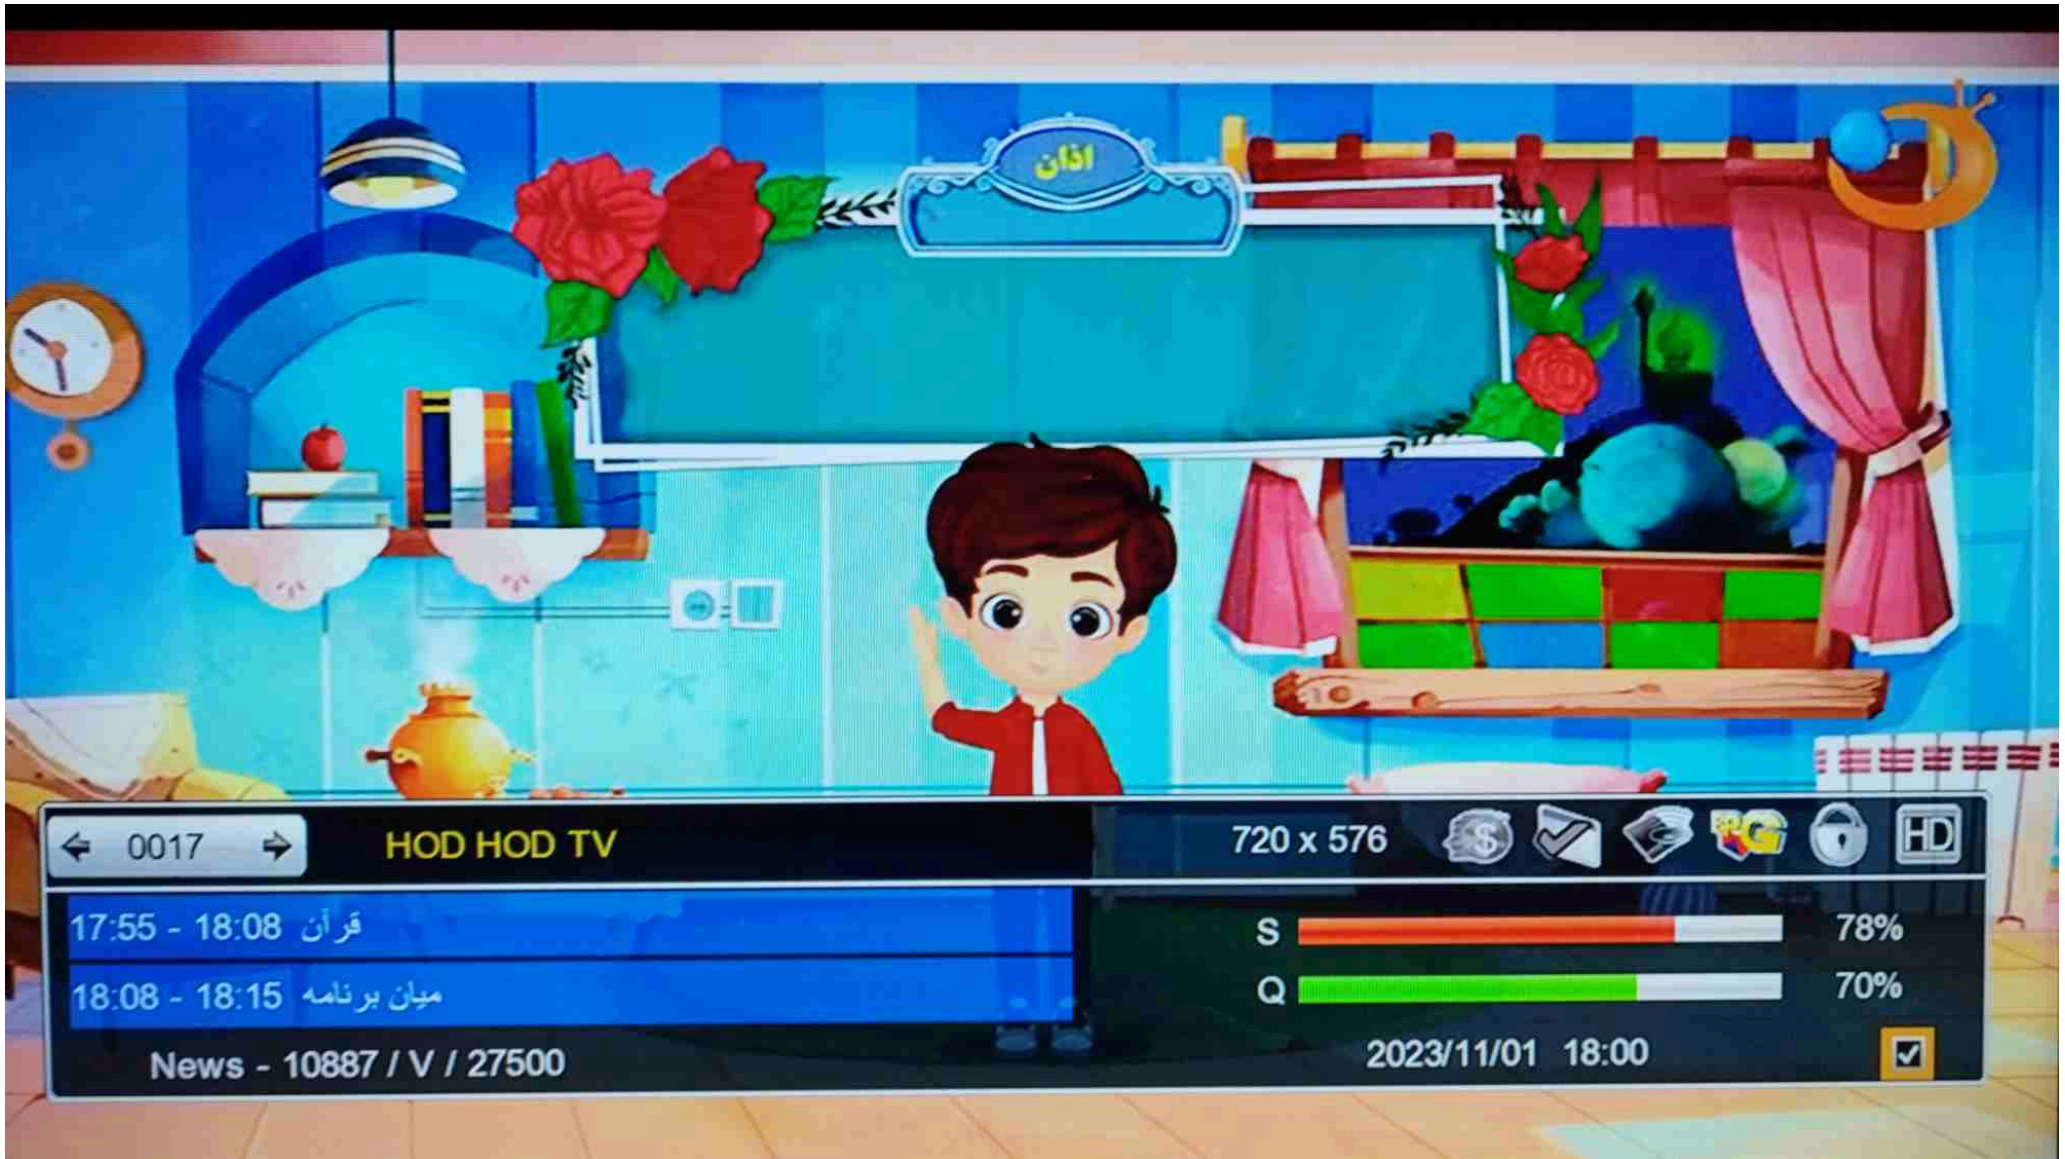 اذان
0017
HOD HOD TV
720 x 576
HD
17:55 - 18:08 قرآن
S 78%
18:08 - 18:15 میان برنامه
Q 70%
News - 10887 / V / 27500
2023/11/01 18:00